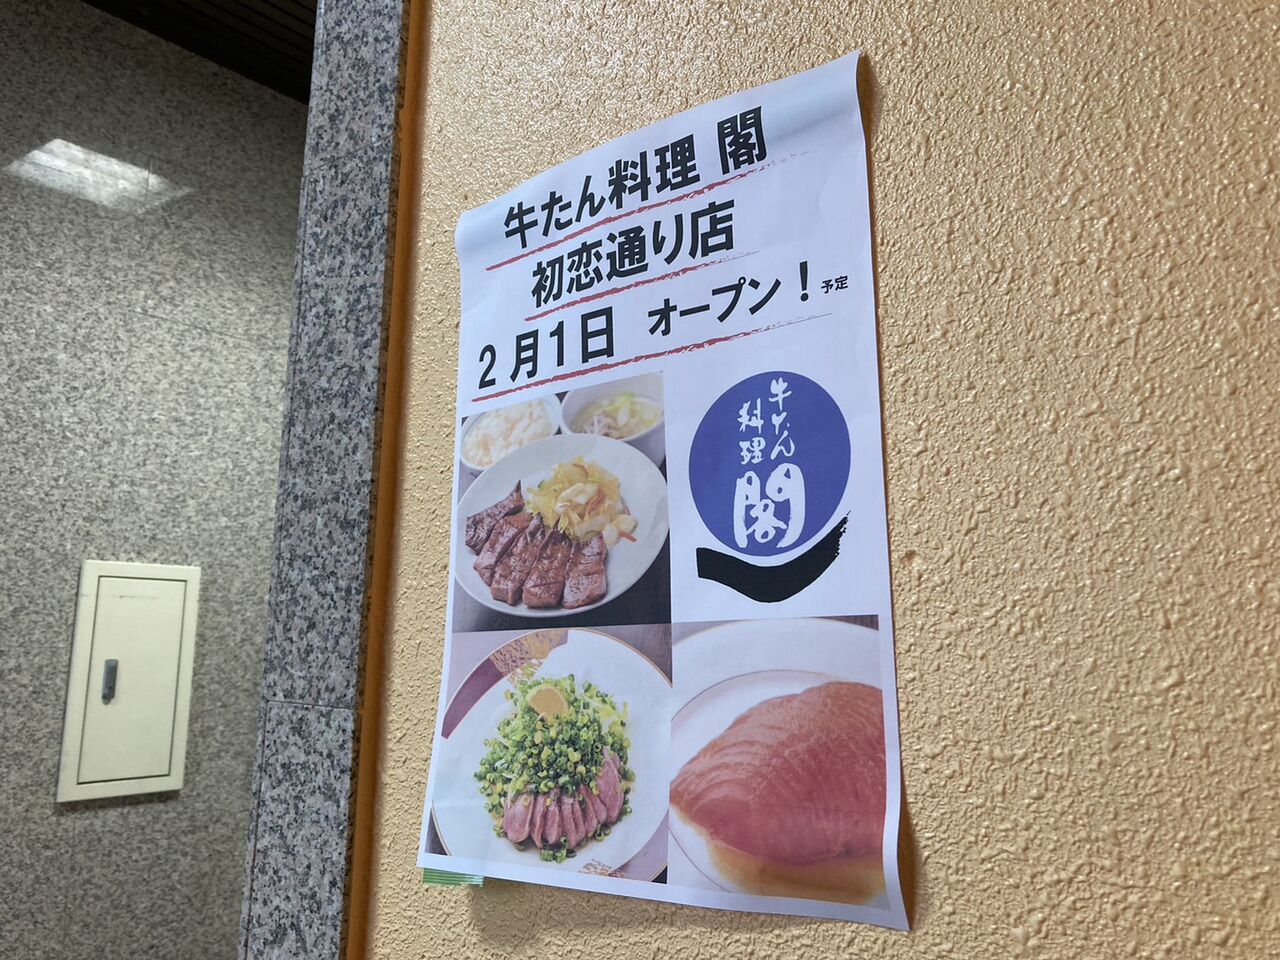 牛たん料理 閣
初恋通り店
2月1日 オープン！予定
牛たん
料理
閣